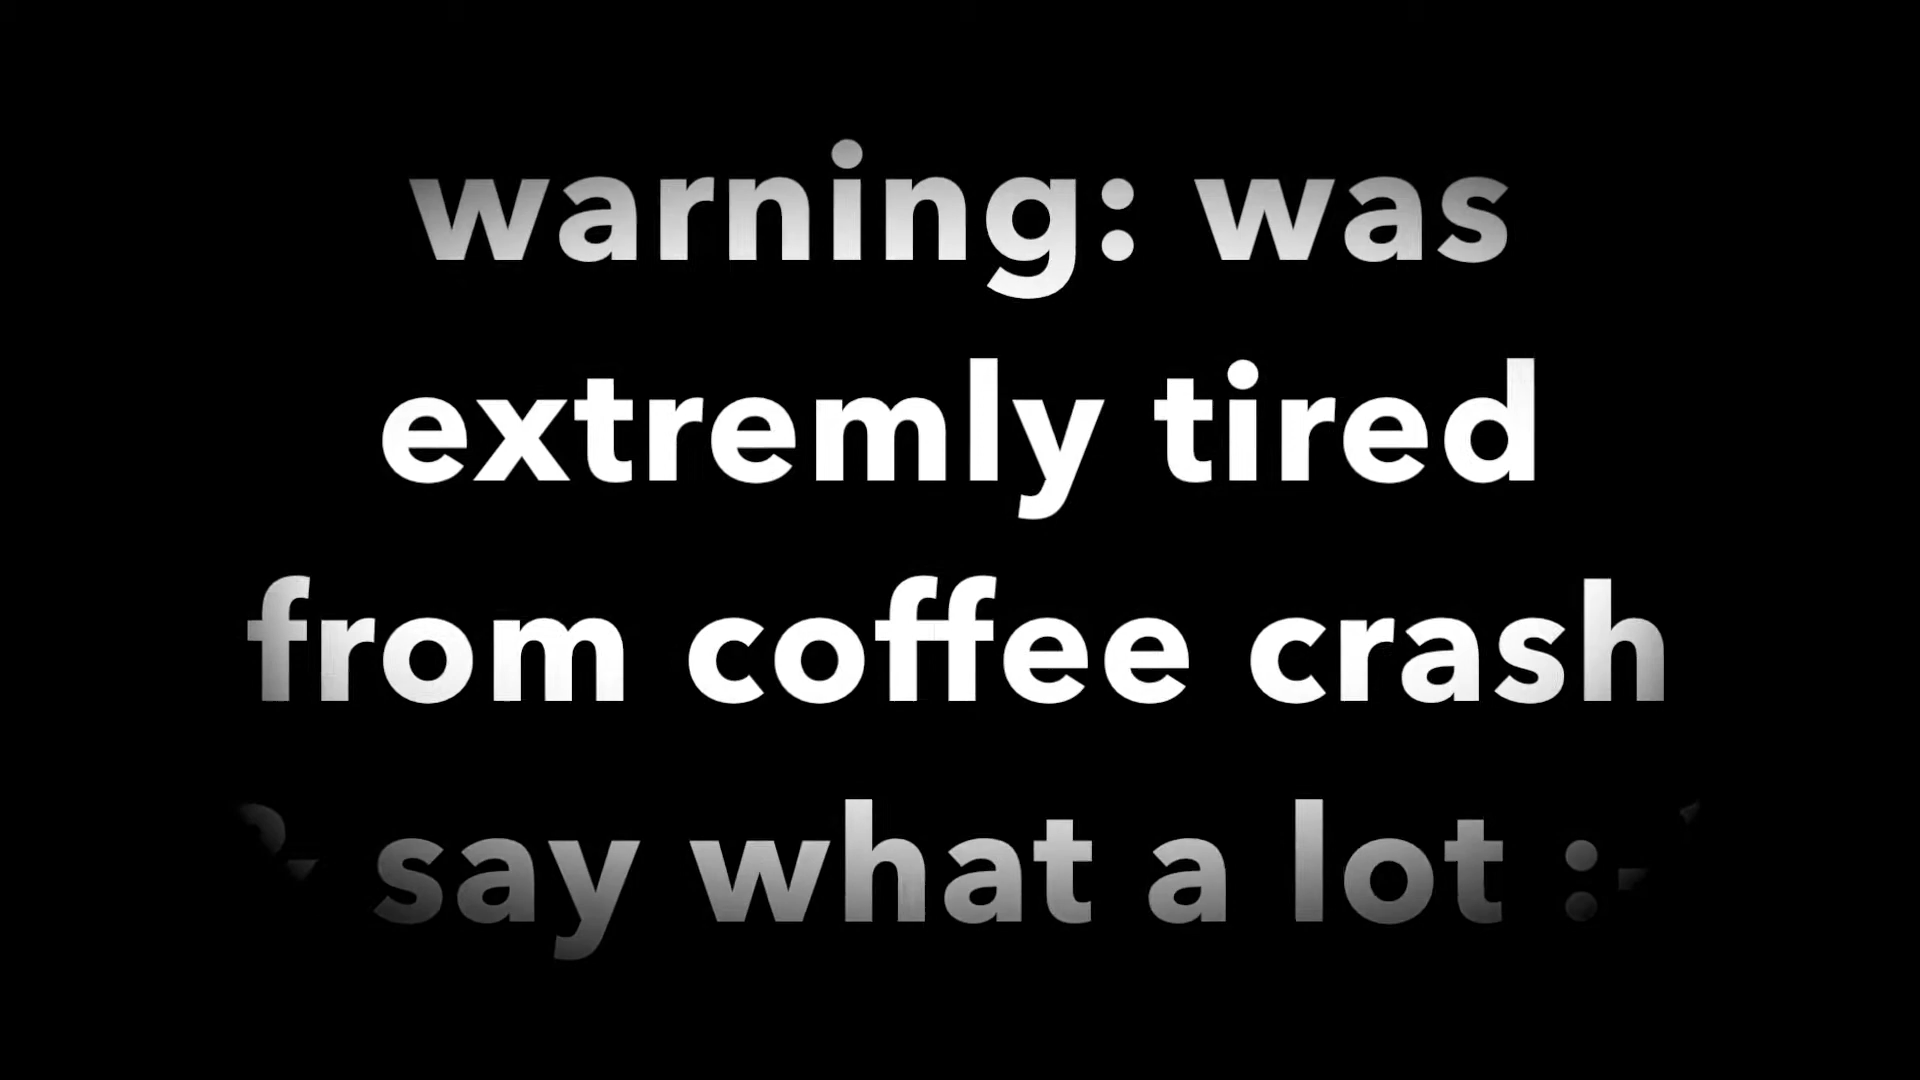 warning: was
extremly tired
from coffee crash
& say what a lot :-